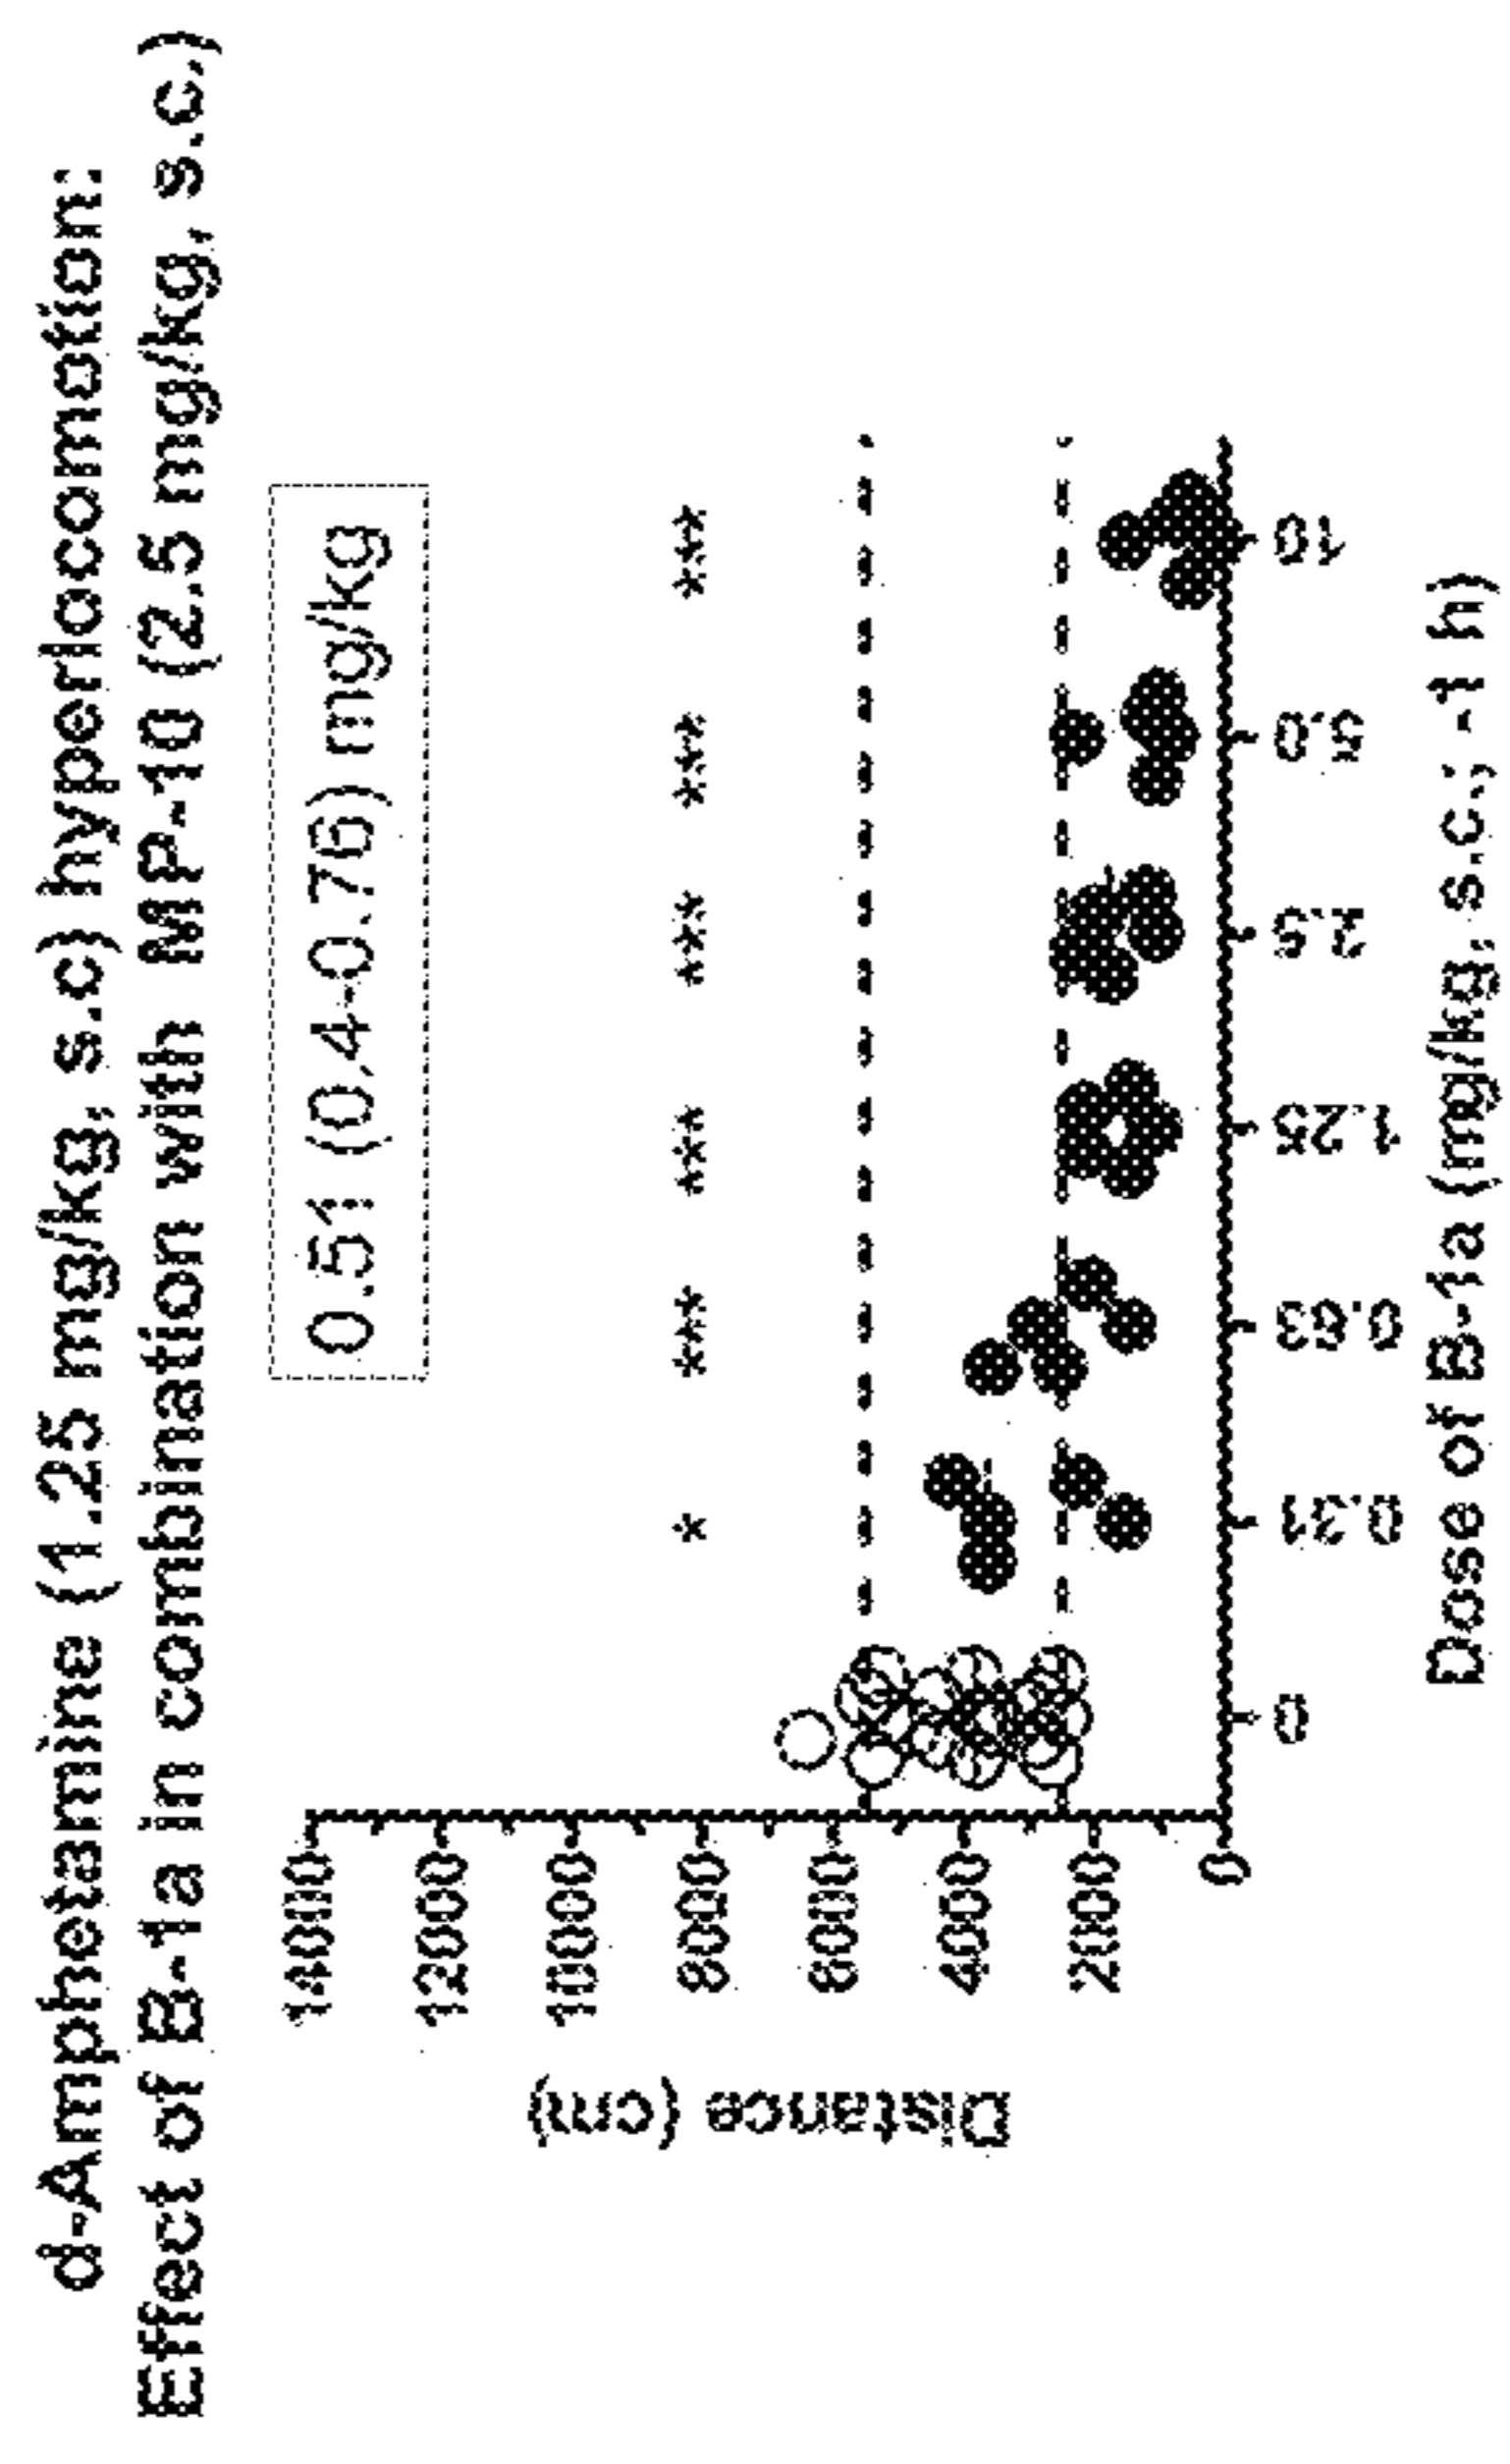 d-Amphetamine (1.25 mg/kg, s.c) hyperlocomotion:
Effect of B-1a in combination with MP-10 (2.5 mg/kg, s.c.)
0.51 (0.4-0.76) mg/kg
* *** *** *** *** ***
14000
12000
10000
8000
6000
4000
2000
0
Distance (cm)
0 0.31 0.63 1.25 2.5 5.0 10
Dose of B-1a (mg/kg, s.c.; -1 h)